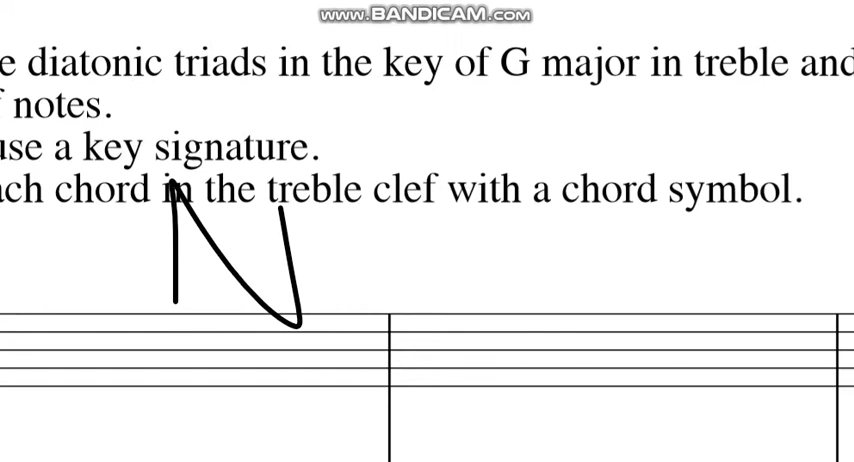 www.BANDICAM.com
e diatonic triads in the key of G major in treble and
f notes.
use a key signature.
ach chord in the treble clef with a chord symbol.
N